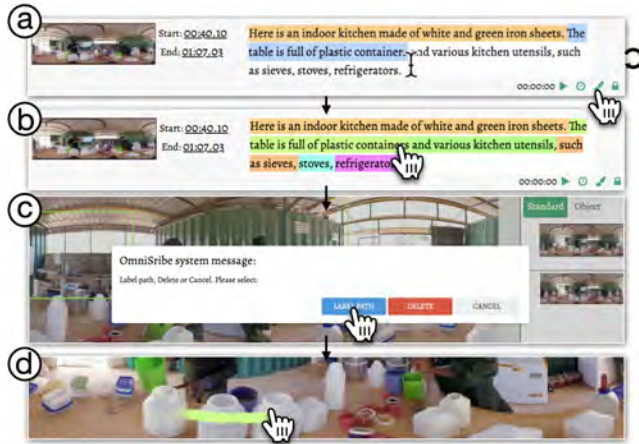 a
Start: 00:40.10
End: 01:07.03
Here is an indoor kitchen made of white and green iron sheets. The
table is full of plastic container, and various kitchen utensils, such
as sieves, stoves, refrigerators.
00:00:00
b
Start: 00:40.10
End: 01:07.03
Here is an indoor kitchen made of white and green iron sheets. The
table is full of plastic containers and various kitchen utensils, such
as sieves, stoves, refrigerato
00:00:00
c
Standard Object
OmniSribe system message:
Label path, Delete or Cancel. Please select:
LABEL PATH DELETE CANCEL
d